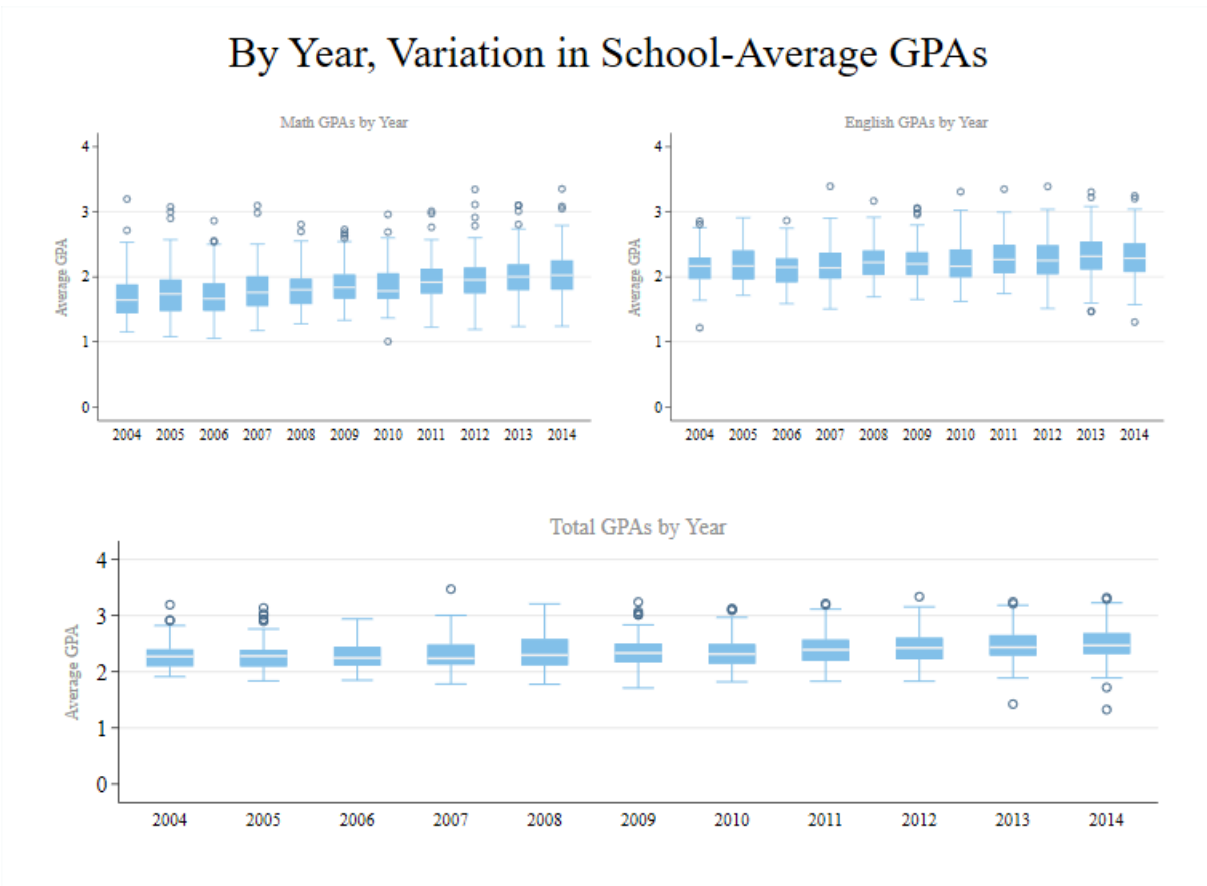 By Year, Variation in School-Average GPAs
Math GPAs by Year
4
3
2
1
0
Average GPA
2004 2005 2006 2007 2008 2009 2010 2011 2012 2013 2014
English GPAs by Year
4
3
2
1
0
Average GPA
2004 2005 2006 2007 2008 2009 2010 2011 2012 2013 2014
Total GPAs by Year
4
3
2
1
0
Average GPA
2004 2005 2006 2007 2008 2009 2010 2011 2012 2013 2014